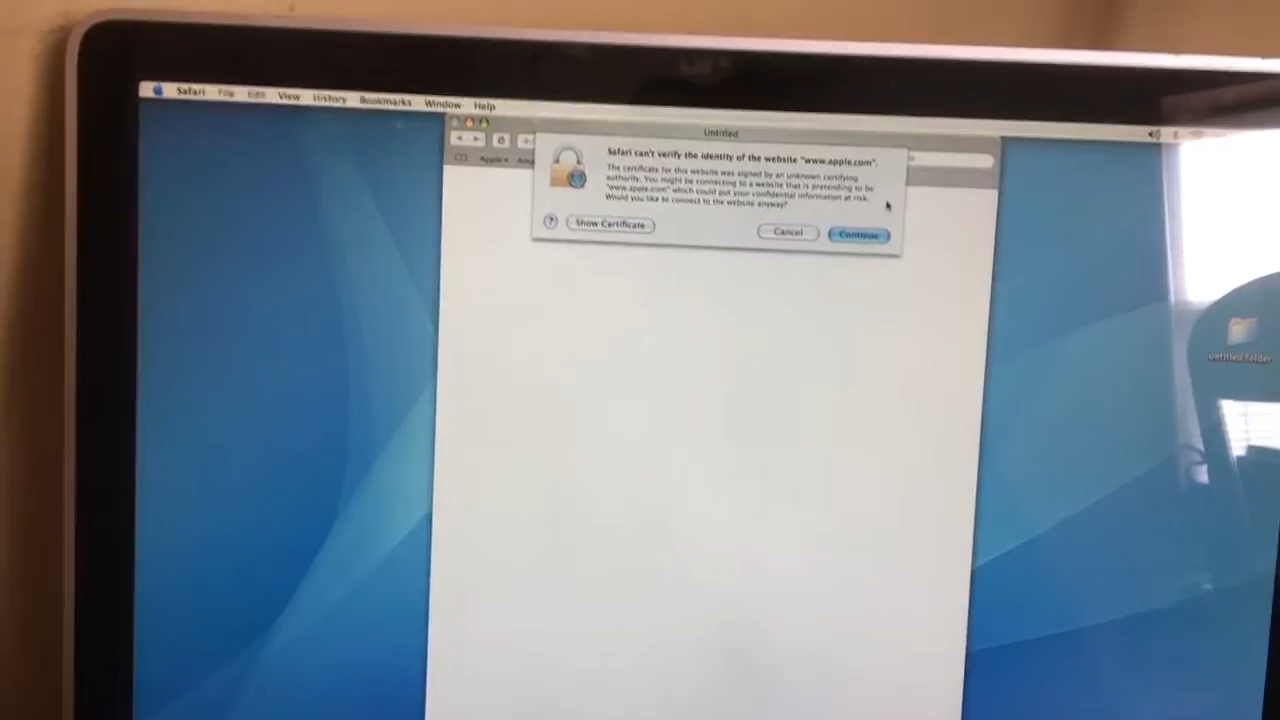 Safari File Edit View History Bookmarks Window Help
Untitled
Apple
Safari can't verify the identity of the website "www.apple.com".
The certificate for this website was signed by an unknown certifying
authority. You might be connecting to a website that is pretending to be
"www.apple.com" which could put your confidential information at risk.
Would you like to connect to the website anyway?
? Show Certificate Cancel Continue
untitled folder